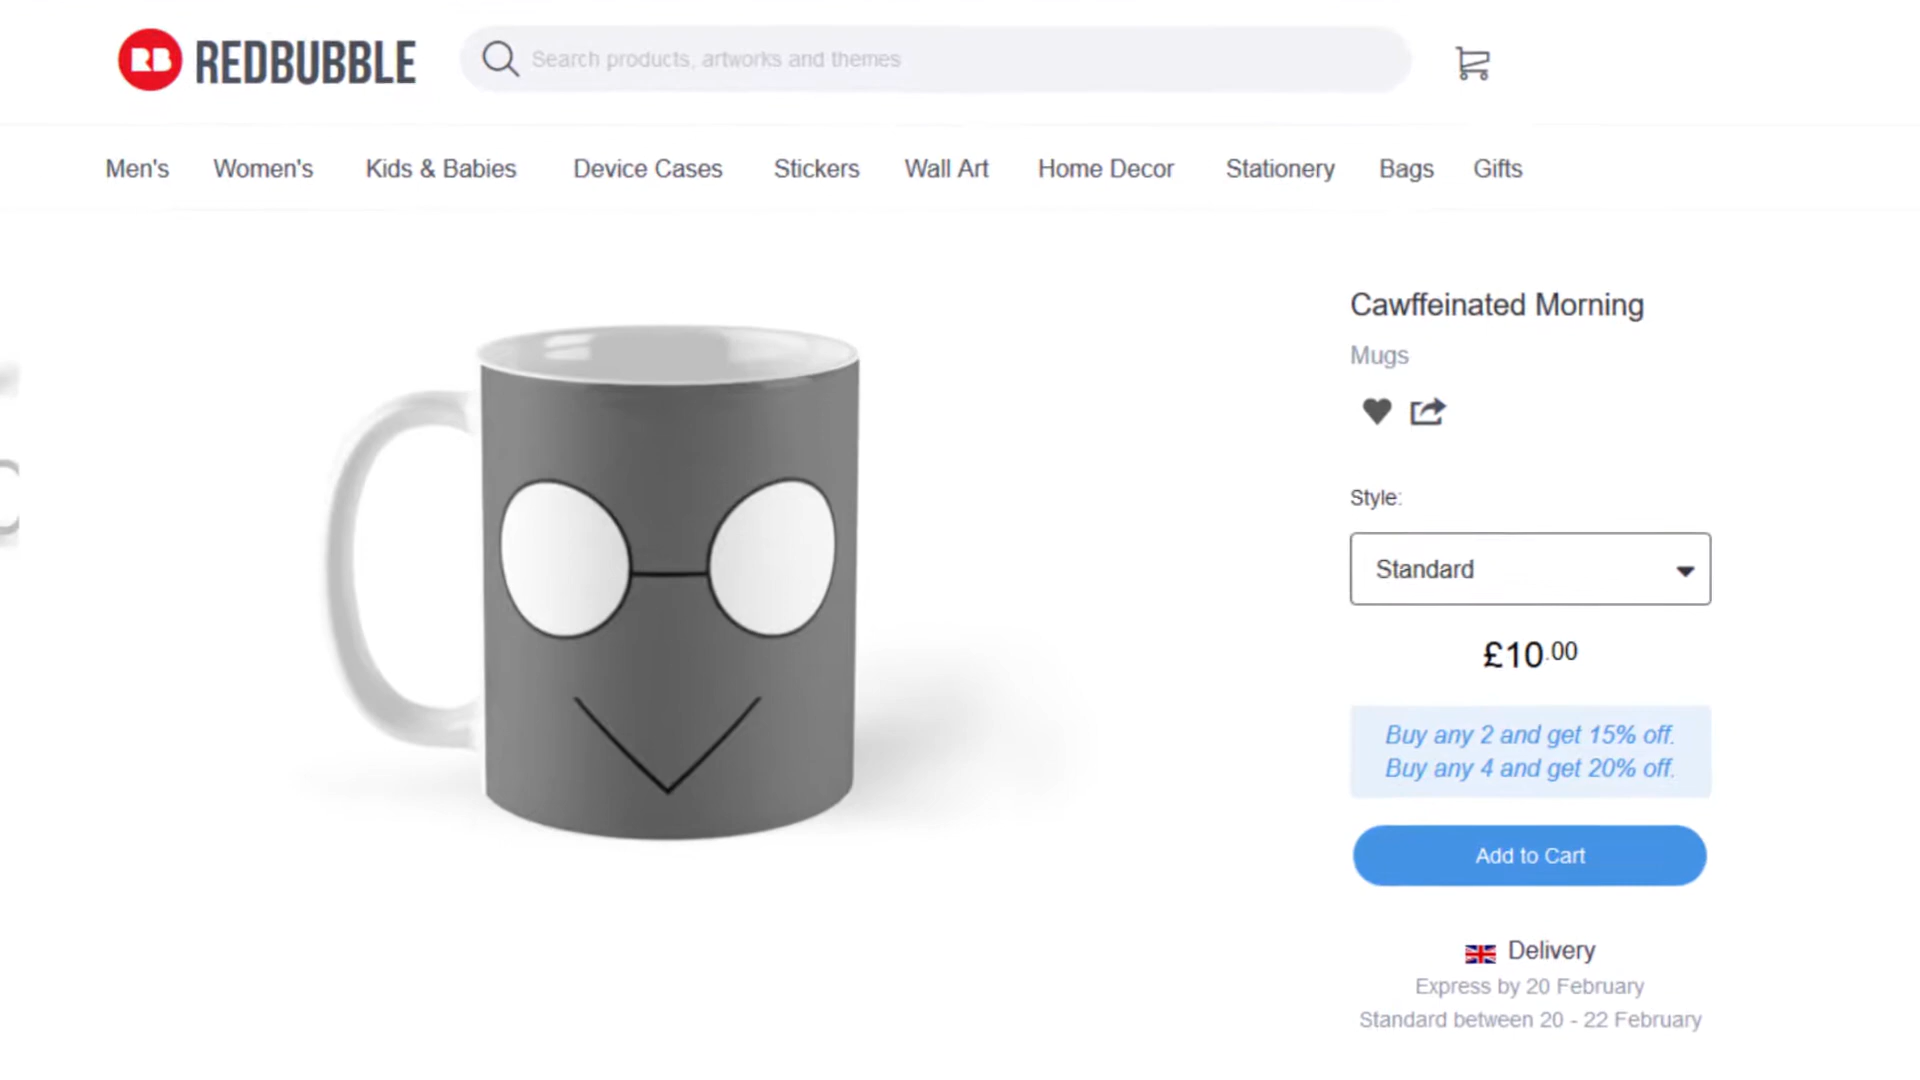 RB REDBUBBLE
Search products, artworks and themes
Men's Women's Kids & Babies Device Cases Stickers Wall Art Home Decor Stationery Bags Gifts
Cawffeinated Morning
Mugs
Style:
Standard
£10.00
Buy any 2 and get 15% off.
Buy any 4 and get 20% off.
Add to Cart
Delivery
Express by 20 February
Standard between 20 - 22 February